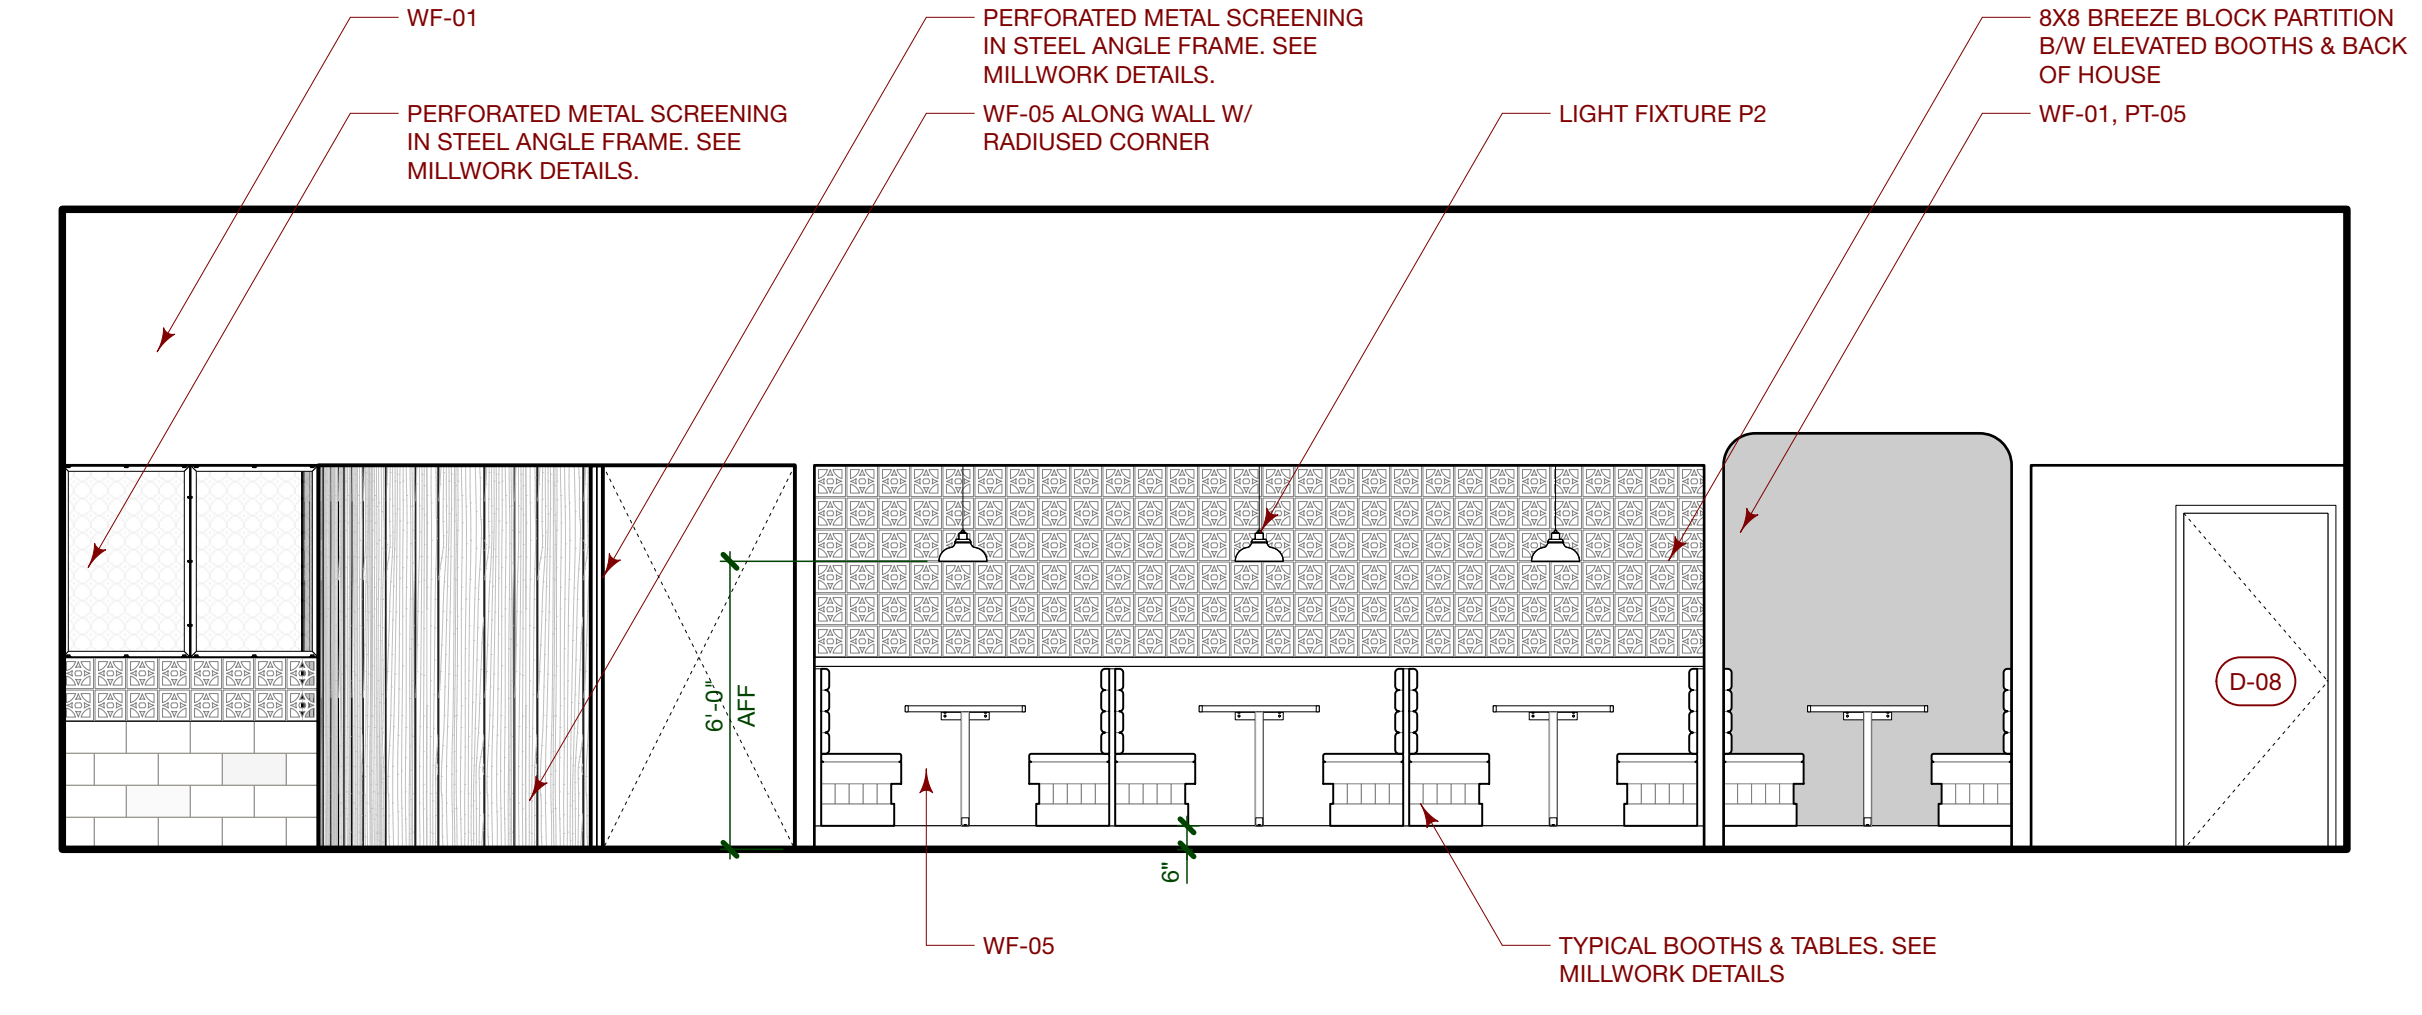 WF-01
PERFORATED METAL SCREENING
IN STEEL ANGLE FRAME. SEE
MILLWORK DETAILS.
PERFORATED METAL SCREENING
IN STEEL ANGLE FRAME. SEE
MILLWORK DETAILS.
WF-05 ALONG WALL W/
RADIUSED CORNER
LIGHT FIXTURE P2
8X8 BREEZE BLOCK PARTITION
B/W ELEVATED BOOTHS & BACK
OF HOUSE
WF-01, PT-05
6'-0"
AFF
D-08
6"
WF-05
TYPICAL BOOTHS & TABLES. SEE
MILLWORK DETAILS